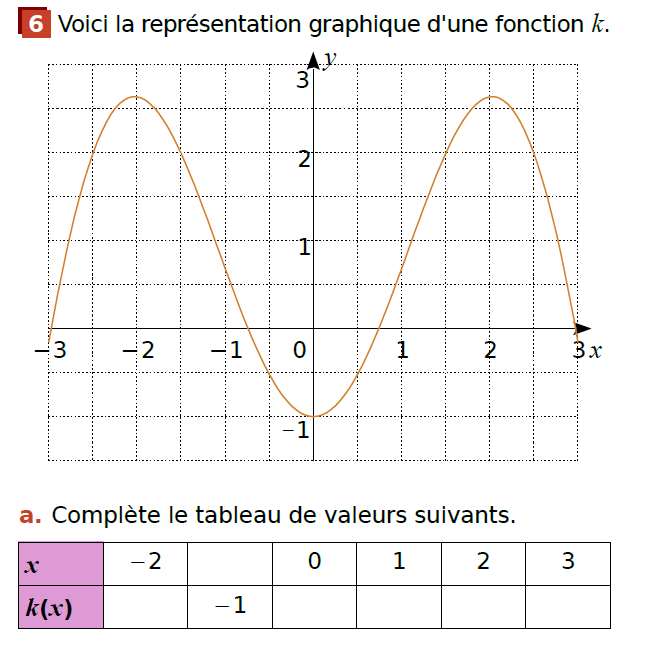 6 Voici la représentation graphique d'une fonction k.
y
3
2
1
−3 −2 −1 0 1 2 3 x
−1
a. Complète le tableau de valeurs suivants.
x −2 0 1 2 3
k(x) −1